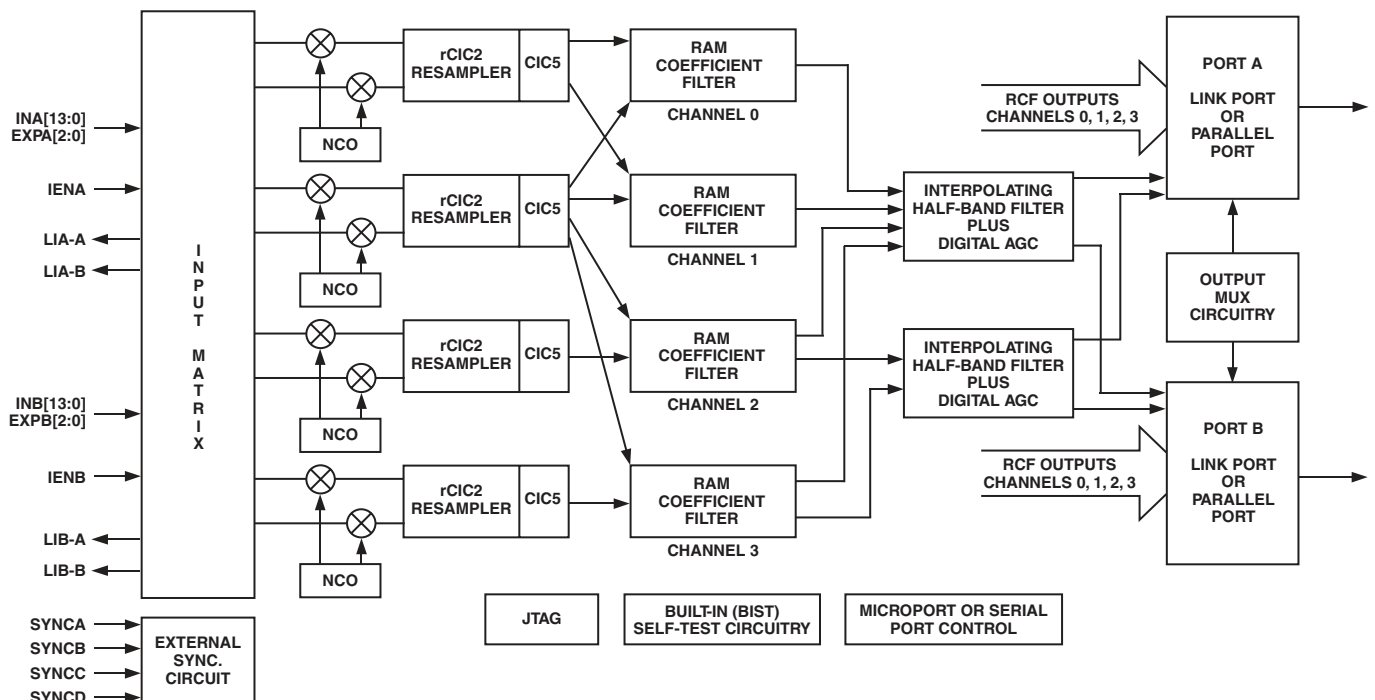 INA[13:0]
EXPA[2:0]
IENA
LIA-A
LIA-B
INB[13:0]
EXPB[2:0]
IENB
LIB-A
LIB-B
SYNCA
SYNCB
SYNCC
SYNCD
INPUT MATRIX
EXTERNAL
SYNC.
CIRCUIT
NCO
NCO
NCO
NCO
rCIC2
RESAMPLER
CIC5
rCIC2
RESAMPLER
CIC5
rCIC2
RESAMPLER
CIC5
rCIC2
RESAMPLER
CIC5
RAM
COEFFICIENT
FILTER
CHANNEL 0
RAM
COEFFICIENT
FILTER
CHANNEL 1
RAM
COEFFICIENT
FILTER
CHANNEL 2
RAM
COEFFICIENT
FILTER
CHANNEL 3
JTAG
BUILT-IN (BIST)
SELF-TEST CIRCUITRY
MICROPORT OR SERIAL
PORT CONTROL
INTERPOLATING
HALF-BAND FILTER
PLUS
DIGITAL AGC
INTERPOLATING
HALF-BAND FILTER
PLUS
DIGITAL AGC
RCF OUTPUTS
CHANNELS 0, 1, 2, 3
RCF OUTPUTS
CHANNELS 0, 1, 2, 3
PORT A
LINK PORT
OR
PARALLEL
PORT
OUTPUT
MUX
CIRCUITRY
PORT B
LINK PORT
OR
PARALLEL
PORT